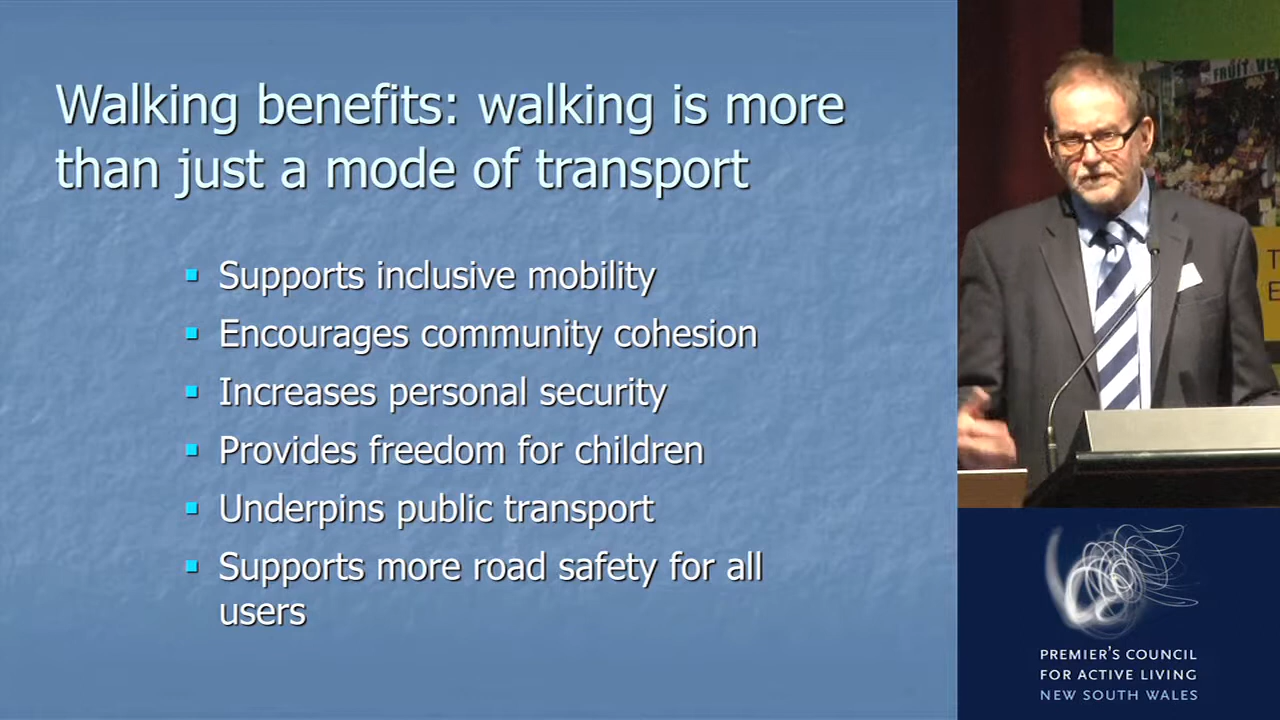 Walking benefits: walking is more
than just a mode of transport
▪ Supports inclusive mobility
▪ Encourages community cohesion
▪ Increases personal security
▪ Provides freedom for children
▪ Underpins public transport
▪ Supports more road safety for all
users
FRUIT
PREMIER'S COUNCIL
FOR ACTIVE LIVING
NEW SOUTH WALES